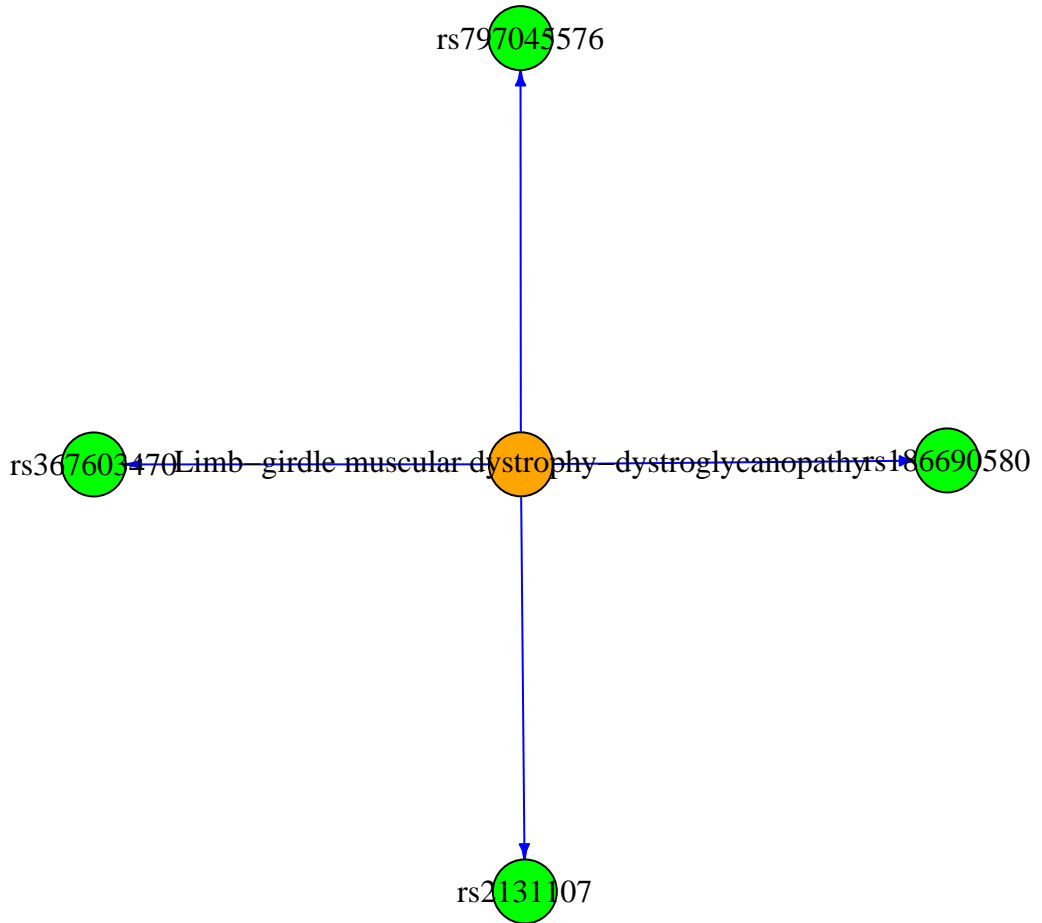 rs797045576
rs367603470
Limb-girdle muscular dystrophy-dystroglycanopathy
rs186690580
rs2131107